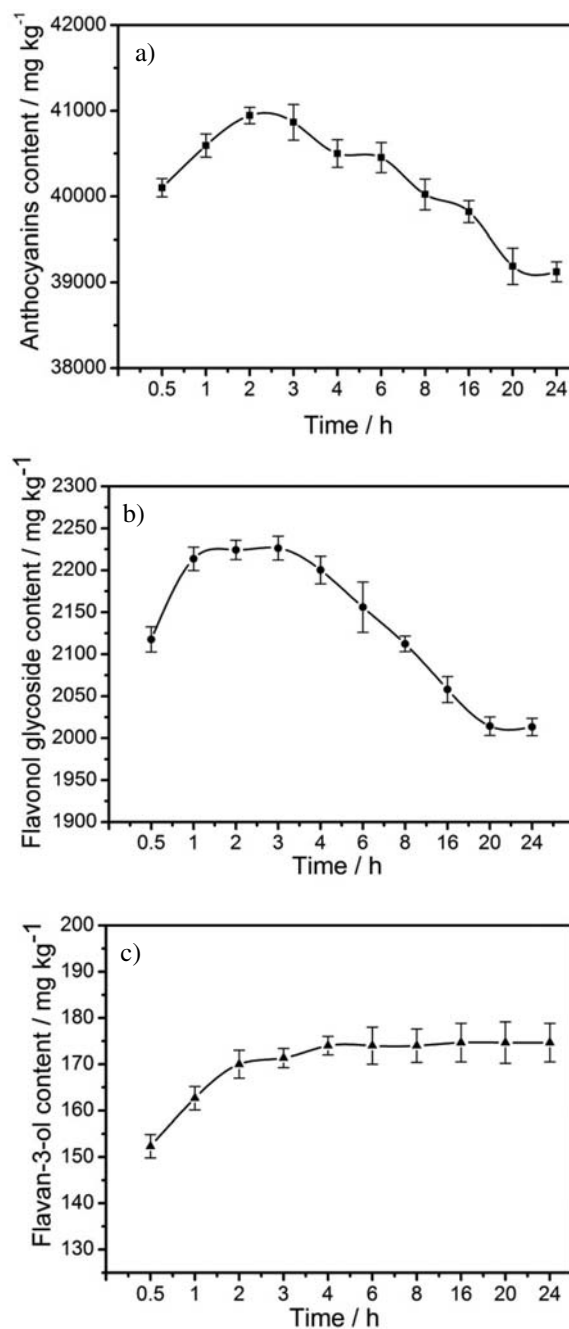 a)
Anthocyanins content / mg kg⁻¹
42000
41000
40000
39000
38000
0.5 1 2 3 4 6 8 16 20 24
Time / h
b)
Flavonol glycoside content / mg kg⁻¹
2300
2250
2200
2150
2100
2050
2000
1950
1900
0.5 1 2 3 4 6 8 16 20 24
Time / h
c)
Flavan-3-ol content / mg kg⁻¹
200
190
180
170
160
150
140
130
0.5 1 2 3 4 6 8 16 20 24
Time / h